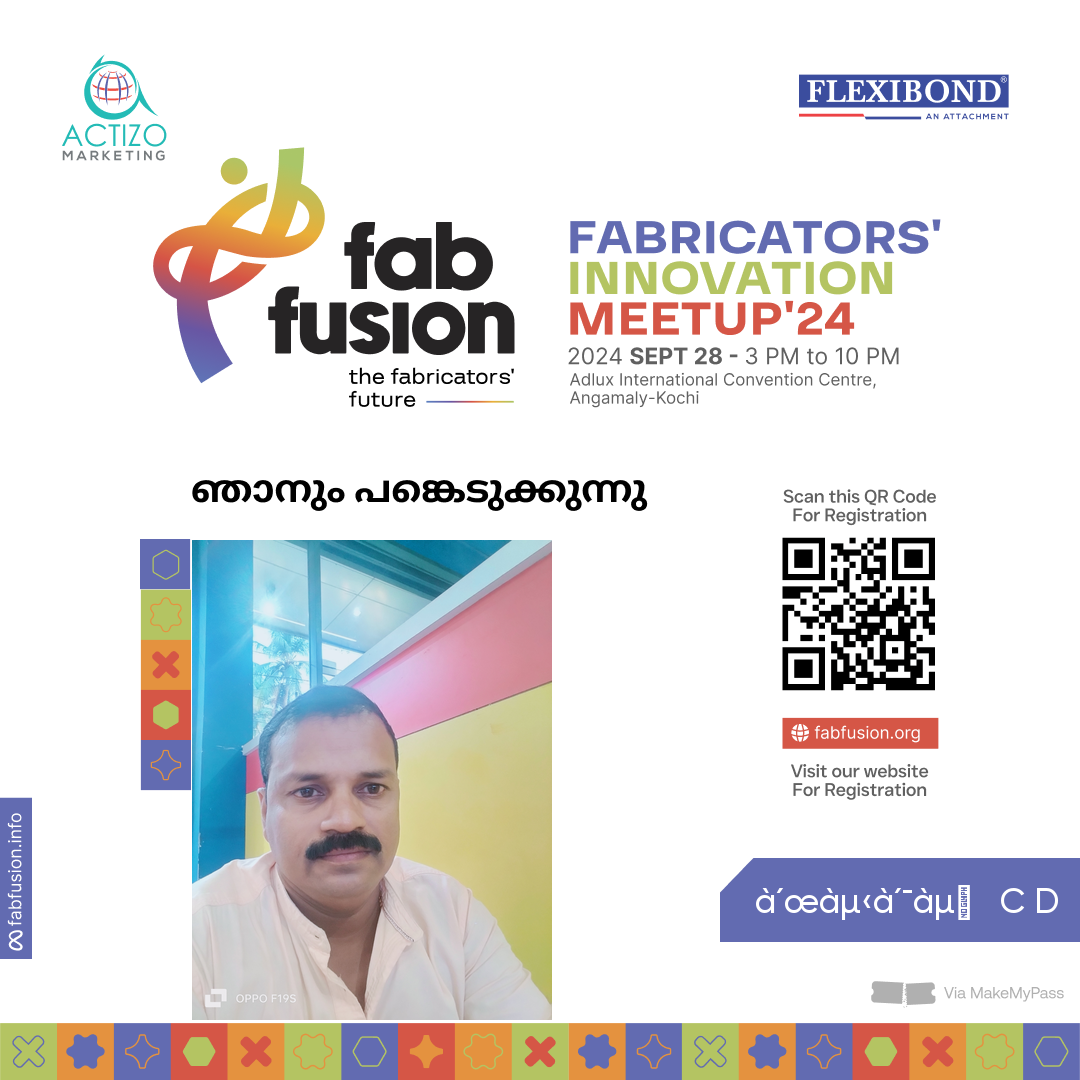 ACTIZO
MARKETING
FLEXIBOND®
AN ATTACHMENT
fab
fusion
the fabricators'
future
FABRICATORS'
INNOVATION
MEETUP'24
2024 SEPT 28 - 3 PM to 10 PM
Adlux International Convention Centre,
Angamaly-Kochi
ഞാനും പങ്കെടുക്കുന്നു
Scan this QR Code
For Registration
fabfusion.org
Visit our website
For Registration
fabfusion.info
OPPO F19S
à´œàµ‹à´¯àµ C D
Via MakeMyPass